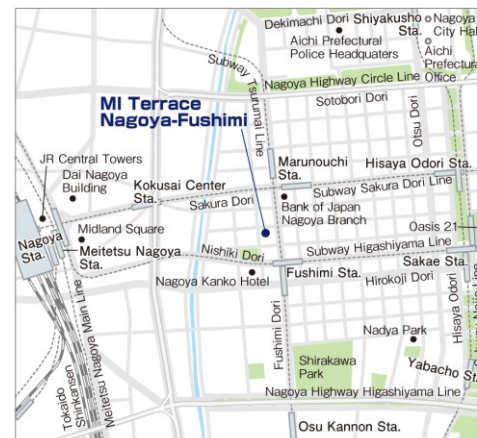 Dekimachi Dori
Shiyakusho
Sta.
Nagoya
City Hal
Aichi Prefectural
Police Headquaters
Aichi
Prefectural
Office
Subway Tsurumai Line
Nagoya Highway Circle Line
Sotobori Dori
Otsu Dori
MI Terrace
Nagoya-Fushimi
JR Central Towers
Dai Nagoya
Building
Kokusai Center
Sta.
Marunouchi
Sta.
Hisaya Odori Sta.
Subway Sakura Dori Line
Sakura Dori
Bank of Japan
Nagoya Branch
Oasis 21
Nagoya
Sta.
Midland Square
Meitetsu Nagoya
Sta.
Nishiki Dori
Subway Higashiyama Line
Nagoya Kanko Hotel
Fushimi Sta.
Sakae Sta.
Hirokoji Dori
Hisaya Odori
Fushimi Dori
Nadya Park
Shirakawa
Park
Yabacho St
Nagoya Highway Higashiyama Line
Tokaido
Shinkansen
Meitetsu Nagoya Main Line
Osu Kannon Sta.